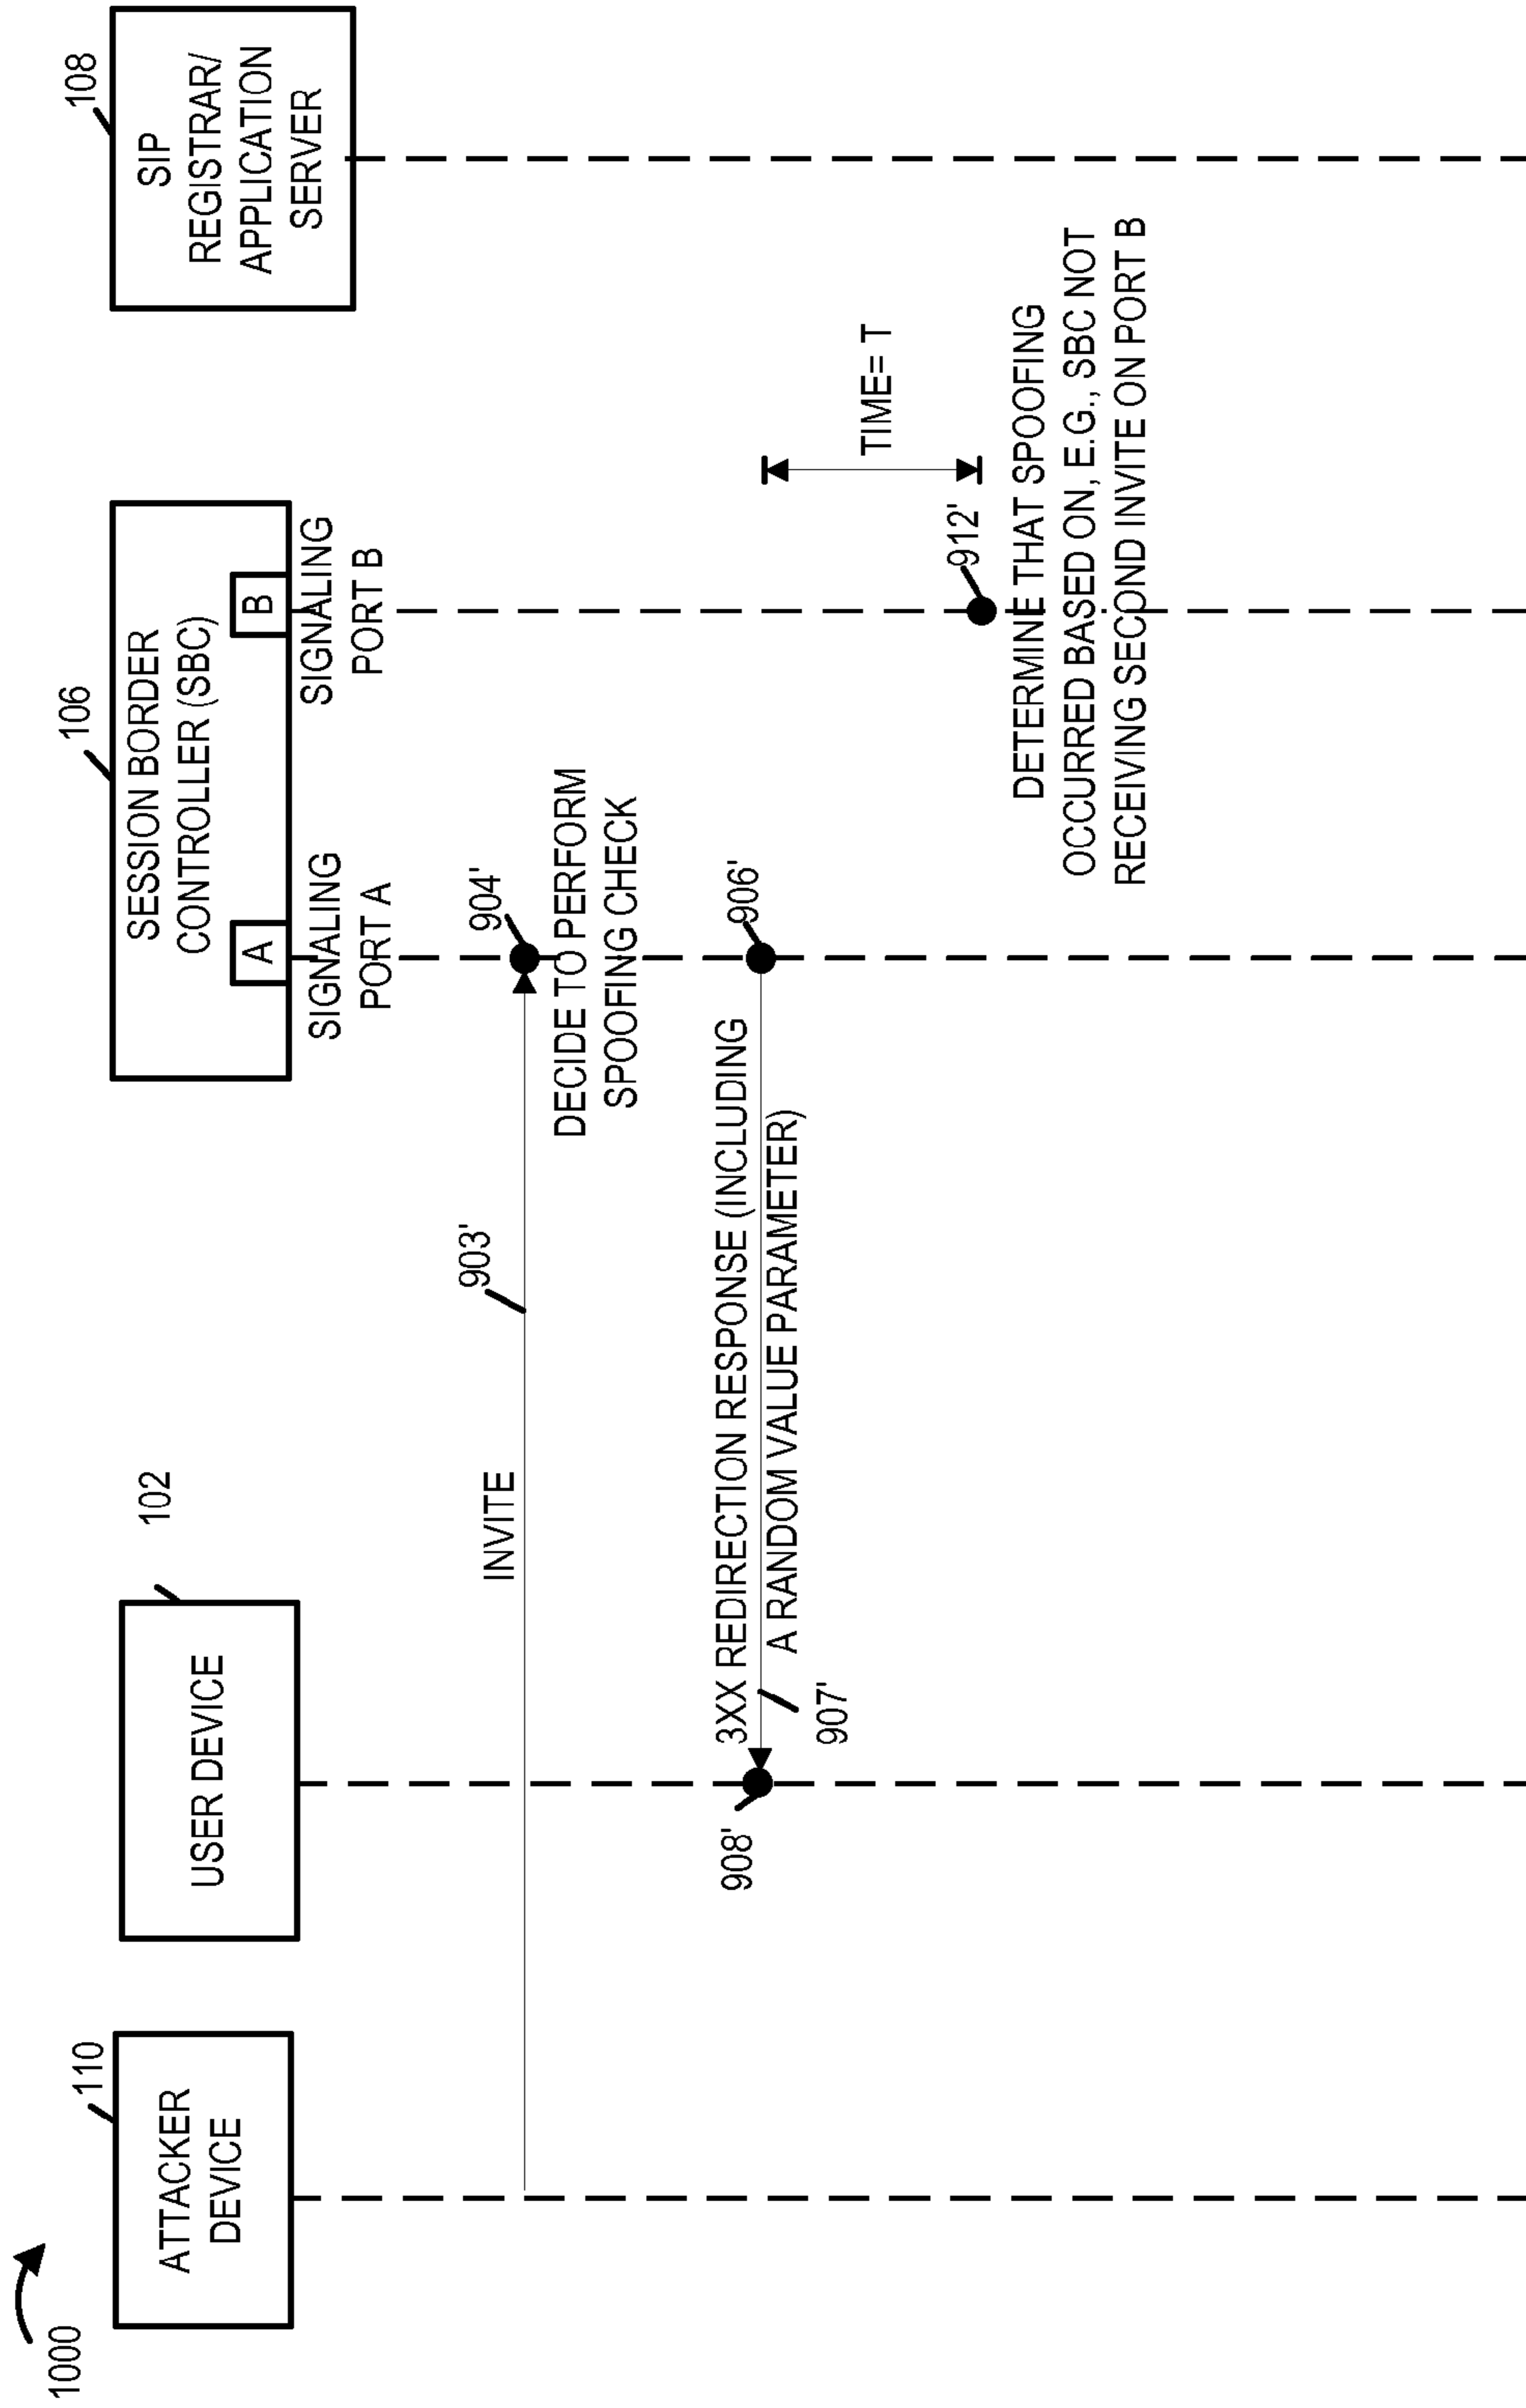 1000
110
ATTACKER
DEVICE
102
USER DEVICE
106
SESSION BORDER
CONTROLLER (SBC)
A
B
SIGNALING
PORT A
SIGNALING
PORT B
108
SIP
REGISTRAR/
APPLICATION
SERVER
INVITE
903'
904'
DECIDE TO PERFORM
SPOOFING CHECK
906'
3XX REDIRECTION RESPONSE (INCLUDING
A RANDOM VALUE PARAMETER)
907'
908'
TIME= T
912'
DETERMINE THAT SPOOFING
OCCURRED BASED ON, E.G., SBC NOT
RECEIVING SECOND INVITE ON PORT B